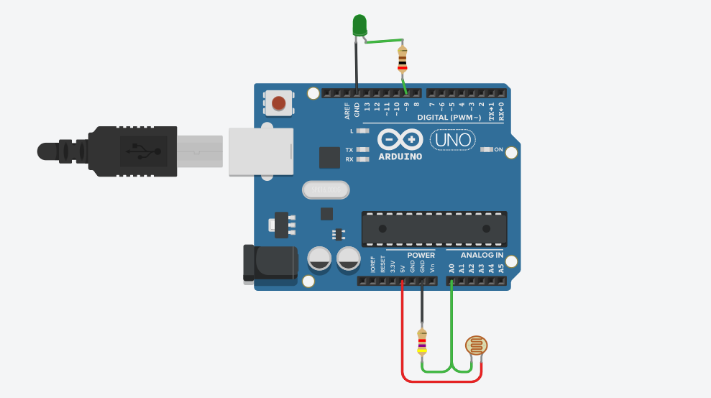 AREF
GND
13
12
~11
~10
~9
8
7
~6
~5
4
~3
2
TX→1
RX←0
DIGITAL (PWM~)
L
TX
RX
ARDUINO
UNO
ON
POWER
ANALOG IN
IOREF
RESET
3.3V
5V
GND
GND
Vin
A0
A1
A2
A3
A4
A5